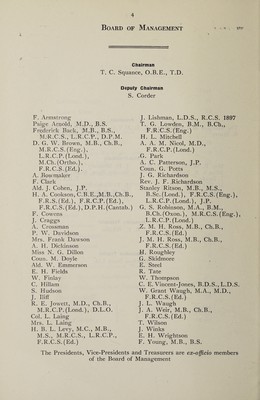 4
BOARD OF MANAGEMENT
Chairman
T. C. Squance, O.B.E., T.D.
Deputy Chairman
S. Corder
F. Armstrong
Paige Arnold, M.D., B.S.
Frederick Back, M.B., B.S.,
M.R.C.S., L.R.C.P., D.P.M.
D. G. W. Brown, M.B., Ch.B.,
M.R.C.S.(Eng.),
L.R.C.P.(Lond.),
M.Ch.(Ortho.),
F.R.C.S.(Ed.)
A. Bowmaker
F. Clark
Ald. J. Cohen, J.P.
H. A. Cookson, C.B.E.,M.B.,Ch.B.,
F.R.S.(Ed.), F.R.C.P.(Ed.),
F.R.C.S.(Ed.), D.P.H.(Cantab.)
F. Cowens
J. Craggs
A. Crossman
P. W. Davidson
Mrs. Frank Dawson
A. H. Dickinson
Miss N. G. Dillon
Coun. M. Doyle
Ald. W. Emmerson
E. H. Fields
W. Finlay
C. Hillam
S. Hudson
J. Iliff
R. E. Jowett, M.D., Ch.B.,
M.R.C.P.(Lond.), D.L.O.
Col. L. Laing
Mrs. L. Laing
H. B. L. Levy, M.C., M.B.,
M.S., M.R.C.S., L.R.C.P.,
F.R.C.S.(Ed.)
J. Lishman, L.D.S., R.C.S. 1897
T. G. Lowden, B.M., B.Ch.,
F.R.C.S.(Eng.)
H. L. Mitchell
A. A. M. Nicol, M.D.,
F.R.C.P.(Lond.)
G. Park
A. C. Patterson, J.P.
Coun. G. Potts
J. G. Richardson
Rev. J. F. Richardson
Stanley Ritson, M.B., M.S.,
B.Sc.(Lond.), F.R.C.S.(Eng.),
L.R.C.P.(Lond.), J.P.
G. S. Robinson, M.A., B.M.,
B.Ch.(Oxon.), M.R.C.S.(Eng.),
L.R.C.P.(Lond.)
Z. M. H. Ross, M.B., Ch.B.,
F.R.C.S.(Ed.)
J. M. H. Ross, M.B., Ch.B.,
F.R.C.S.(Ed.)
H. Roughley
G. Skidmore
E. Steel
R. Tate
W. Thompson
C. E. Vincent-Jones, B.D.S., L.D.S.
W. Grant Waugh, M.A., M.D.,
F.R.C.S.(Ed.)
J. L. Waugh
J. A. Weir, M.B., Ch.B.,
F.R.C.S.(Ed.)
T. Wilson
J. Winks
E. H. Wrightson
F. Young, M.B., B.S.
The Presidents, Vice-Presidents and Treasurers are ex-officio members
of the Board of Management